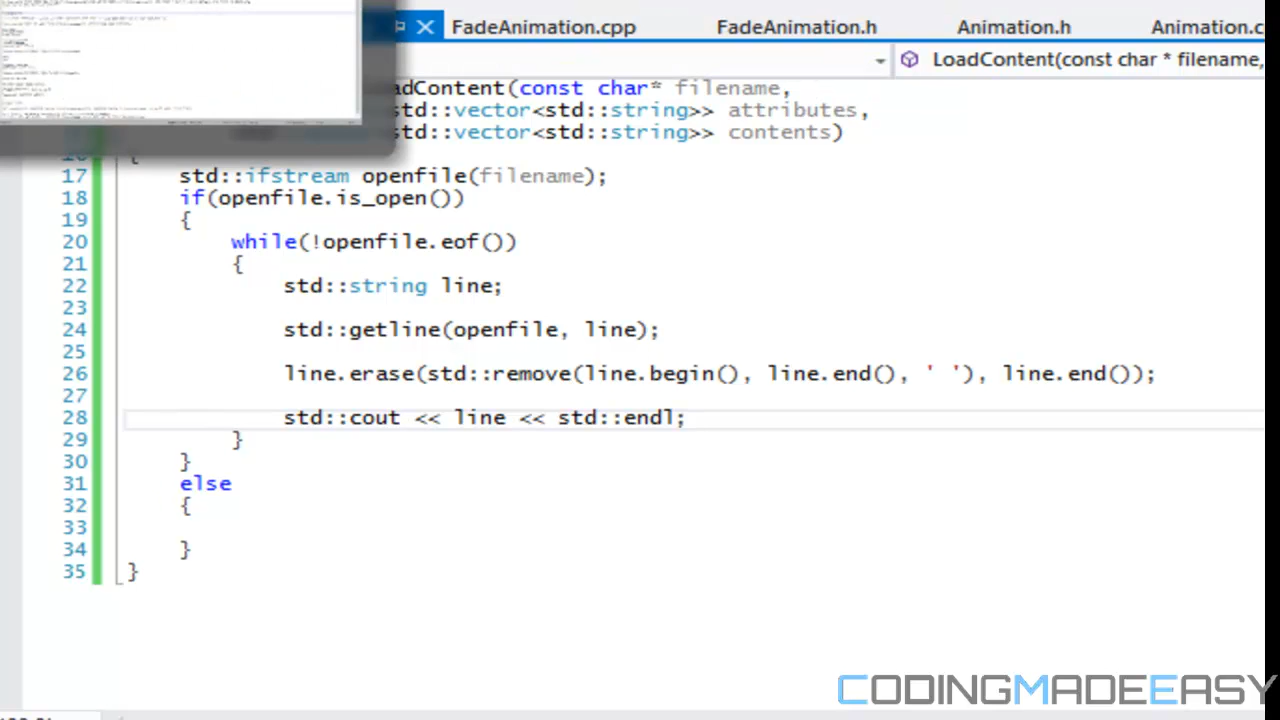 FadeAnimation.cpp FadeAnimation.h Animation.h Animation.c
LoadContent(const char * filename,
adContent(const char* filename,
std::vector<std::string>> attributes,
std::vector<std::string>> contents)
16 {
17 std::ifstream openfile(filename);
18 if(openfile.is_open())
19 {
20 while(!openfile.eof())
21 {
22 std::string line;
23
24 std::getline(openfile, line);
25
26 line.erase(std::remove(line.begin(), line.end(), ' '), line.end());
27
28 std::cout << line << std::endl;
29 }
30 }
31 else
32 {
33
34 }
35 }
CODINGMADEEASY